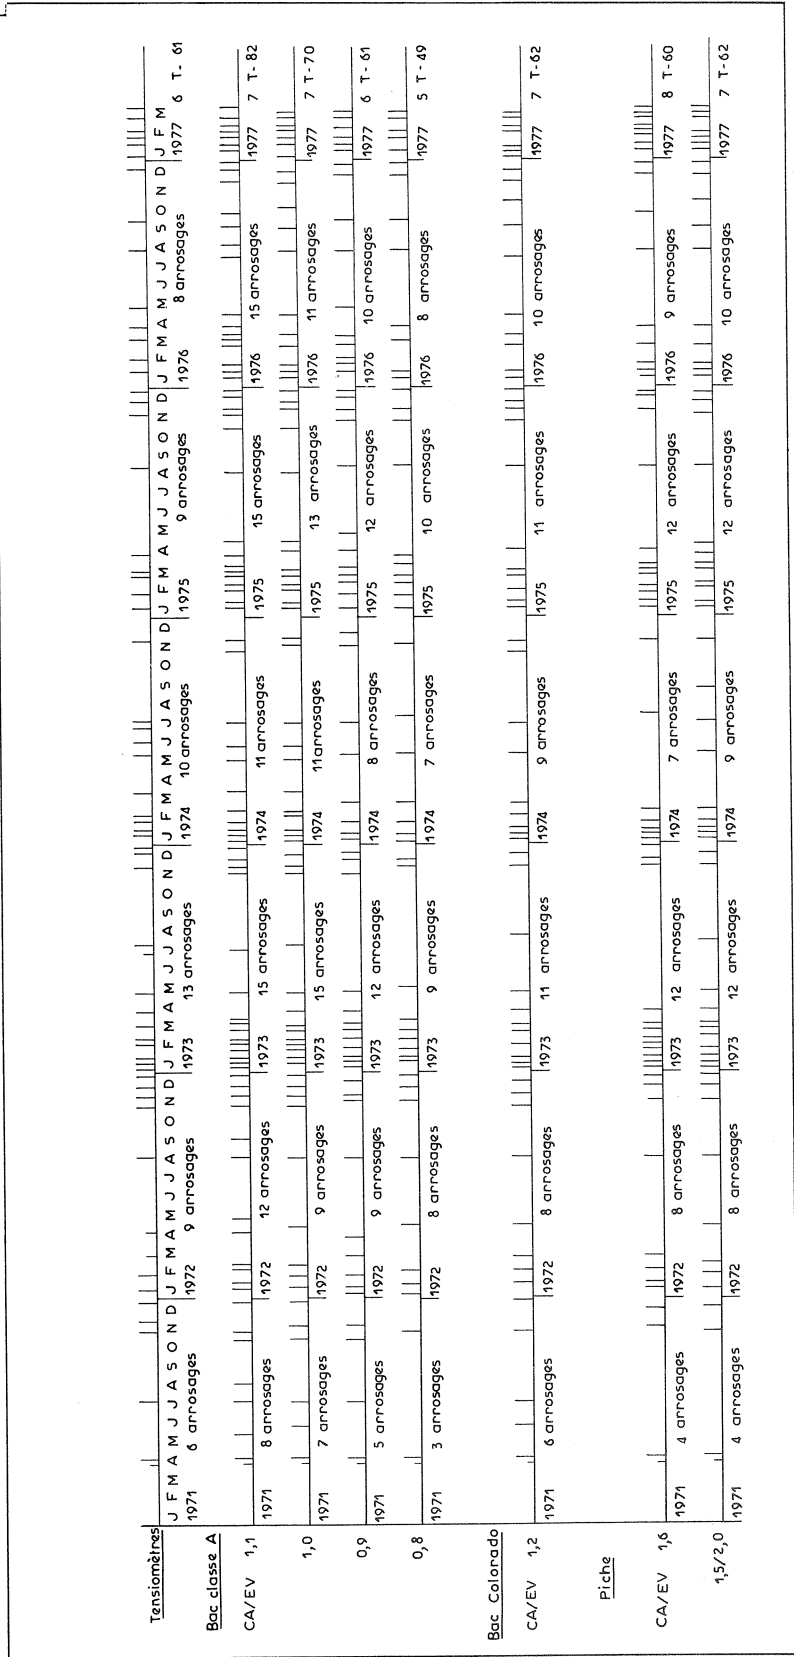 Tensiomètres
J F M A M J J A S O N D J F M A M J J A S O N D J F M A M J J A S O N D J F M A M J J A S O N D J F M A M J J A S O N D J F M A M J J A S O N D J F M
1971 6 arrosages 1972 9 arrosages 1973 13 arrosages 1974 10 arrosages 1975 9 arrosages 1976 8 arrosages 1977 6 T- 61
Bac classe A
CA/EV 1,1
1971 8 arrosages 1972 12 arrosages 1973 15 arrosages 1974 11 arrosages 1975 15 arrosages 1976 15 arrosages 1977 7 T- 82
1,0
1971 7 arrosages 1972 9 arrosages 1973 15 arrosages 1974 11 arrosages 1975 13 arrosages 1976 11 arrosages 1977 7 T-70
0,9
1971 5 arrosages 1972 9 arrosages 1973 12 arrosages 1974 8 arrosages 1975 12 arrosages 1976 10 arrosages 1977 6 T- 61
0,8
1971 3 arrosages 1972 8 arrosages 1973 9 arrosages 1974 7 arrosages 1975 10 arrosages 1976 8 arrosages 1977 5 T-49
Bac Colorado
CA/EV 1,2
1971 6 arrosages 1972 8 arrosages 1973 11 arrosages 1974 9 arrosages 1975 11 arrosages 1976 10 arrosages 1977 7 T-62
Piche
CA/EV 1,6
1971 4 arrosages 1972 8 arrosages 1973 12 arrosages 1974 7 arrosages 1975 12 arrosages 1976 9 arrosages 1977 8 T-60
1,5/2,0
1971 4 arrosages 1972 8 arrosages 1973 12 arrosages 1974 9 arrosages 1975 12 arrosages 1976 10 arrosages 1977 7 T-62